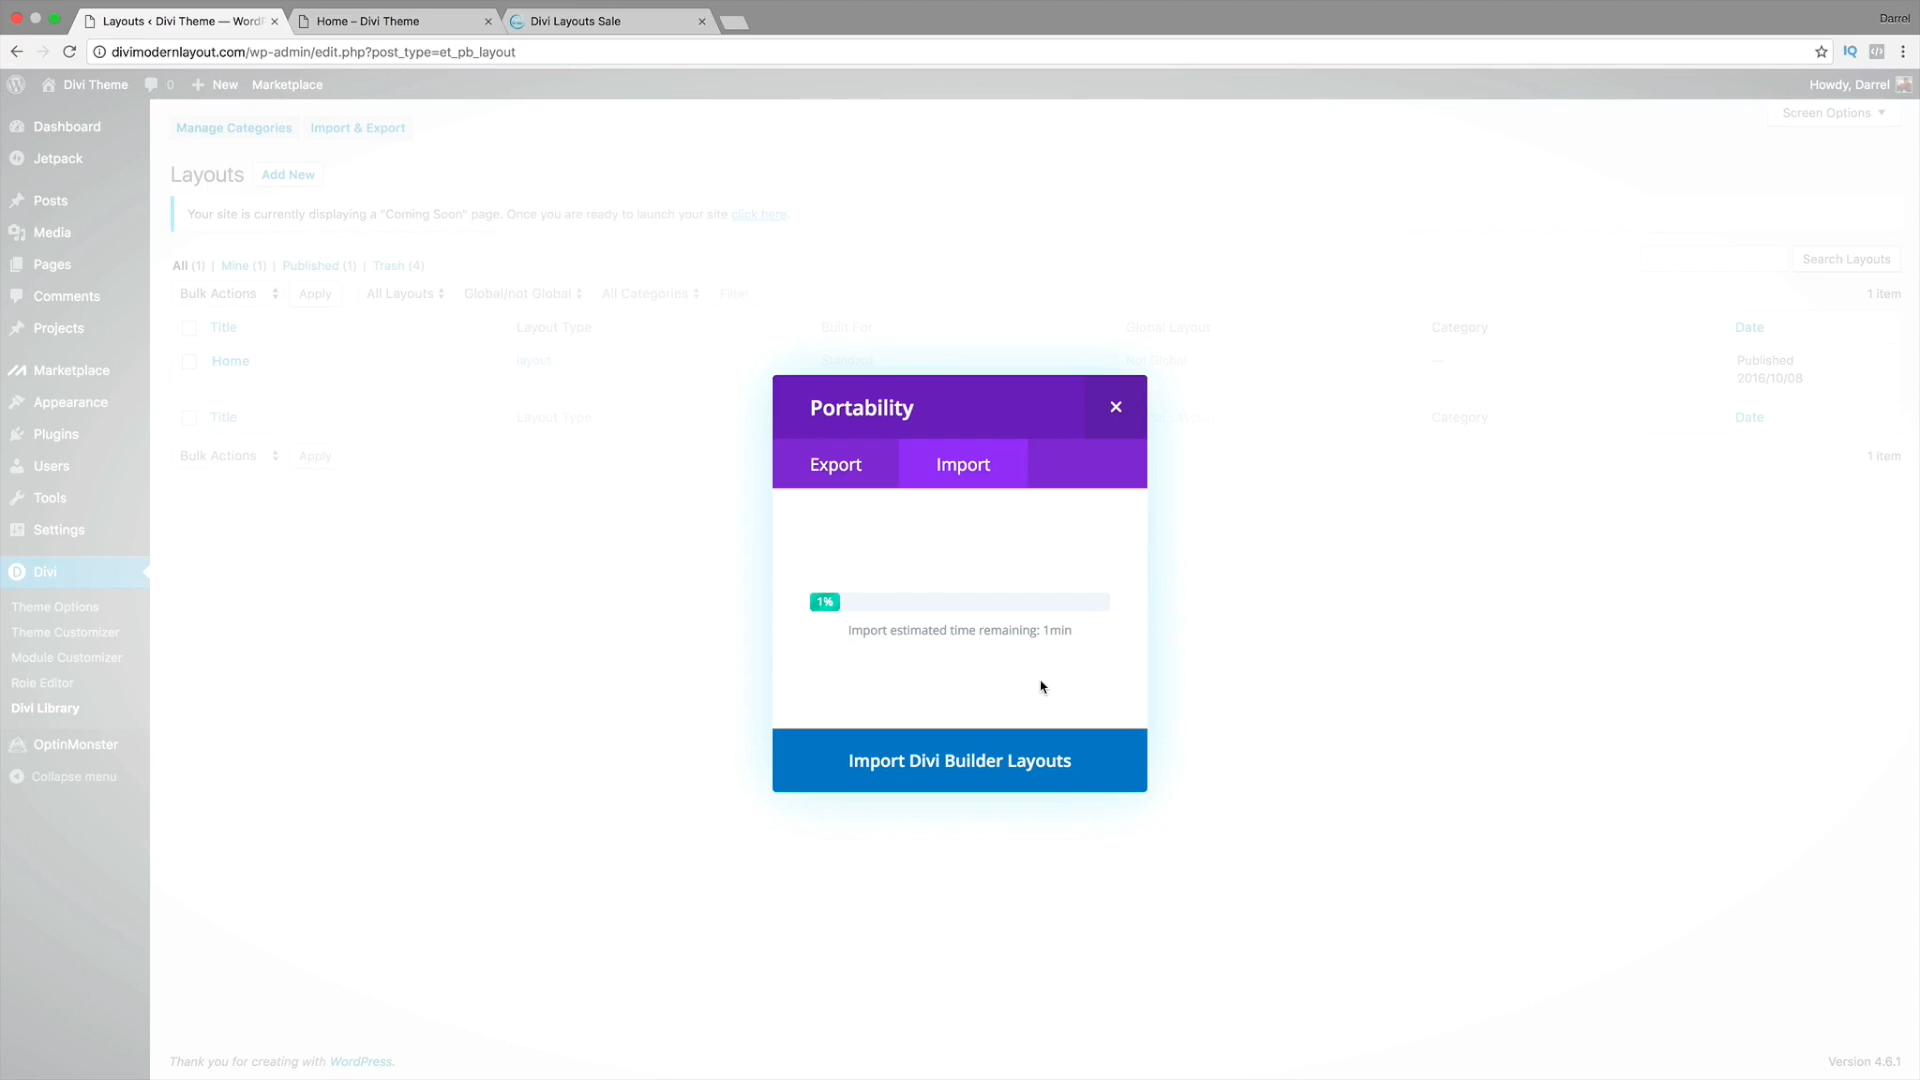 Layouts ‹ Divi Theme — WordP
Home – Divi Theme
Divi Layouts Sale
Darrel
divimodernlayout.com/wp-admin/edit.php?post_type=et_pb_layout
IQ
Divi Theme
0
New
Marketplace
Howdy, Darrel
Dashboard
Jetpack
Posts
Media
Pages
Comments
Projects
Marketplace
Appearance
Plugins
Users
Tools
Settings
Divi
Theme Options
Theme Customizer
Module Customizer
Role Editor
Divi Library
OptinMonster
Collapse menu
Manage Categories
Import & Export
Screen Options
Layouts
Add New
Your site is currently displaying a "Coming Soon" page. Once you are ready to launch your site click here.
All (1) | Mine (1) | Published (1) | Trash (4)
Search Layouts
Bulk Actions
Apply
All Layouts
Global/not Global
All Categories
Filter
1 item
Title
Layout Type
Built For
Global Layout
Category
Date
Home
layout
Standard
Not Global
—
Published
2016/10/08
Title
Layout Type
Category
Date
Bulk Actions
Apply
1 item
Portability
Export
Import
1%
Import estimated time remaining: 1min
Import Divi Builder Layouts
Thank you for creating with WordPress.
Version 4.6.1